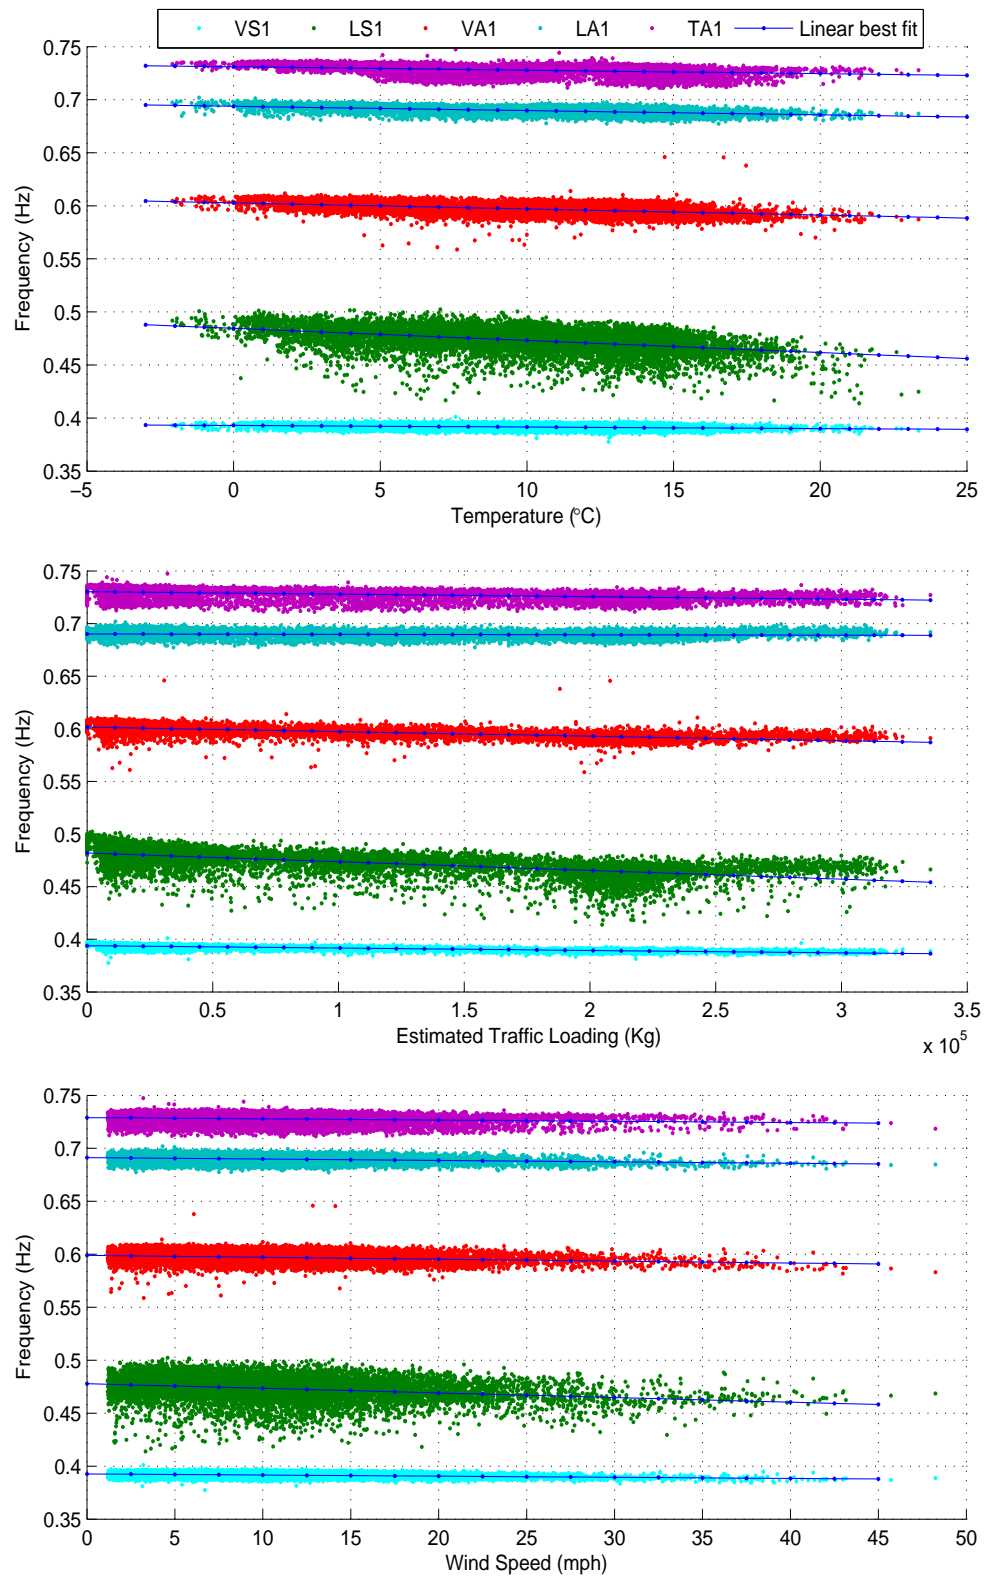 VS1 LS1 VA1 LA1 TA1 Linear best fit
0.75
0.7
0.65
0.6
0.55
0.5
0.45
0.4
0.35
Frequency (Hz)
−5 0 5 10 15 20 25
Temperature (°C)
0.75
0.7
0.65
0.6
0.55
0.5
0.45
0.4
0.35
Frequency (Hz)
0 0.5 1 1.5 2 2.5 3 3.5
x 10^5
Estimated Traffic Loading (Kg)
0.75
0.7
0.65
0.6
0.55
0.5
0.45
0.4
0.35
Frequency (Hz)
0 5 10 15 20 25 30 35 40 45 50
Wind Speed (mph)